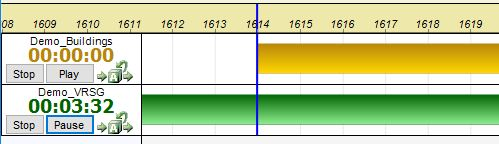 08 1609 1610 1611 1612 1613 1614 1615 1616 1617 1618 1619
Demo_Buildings
00:00:00
Stop Play
Demo_VRSG
00:03:32
Stop Pause